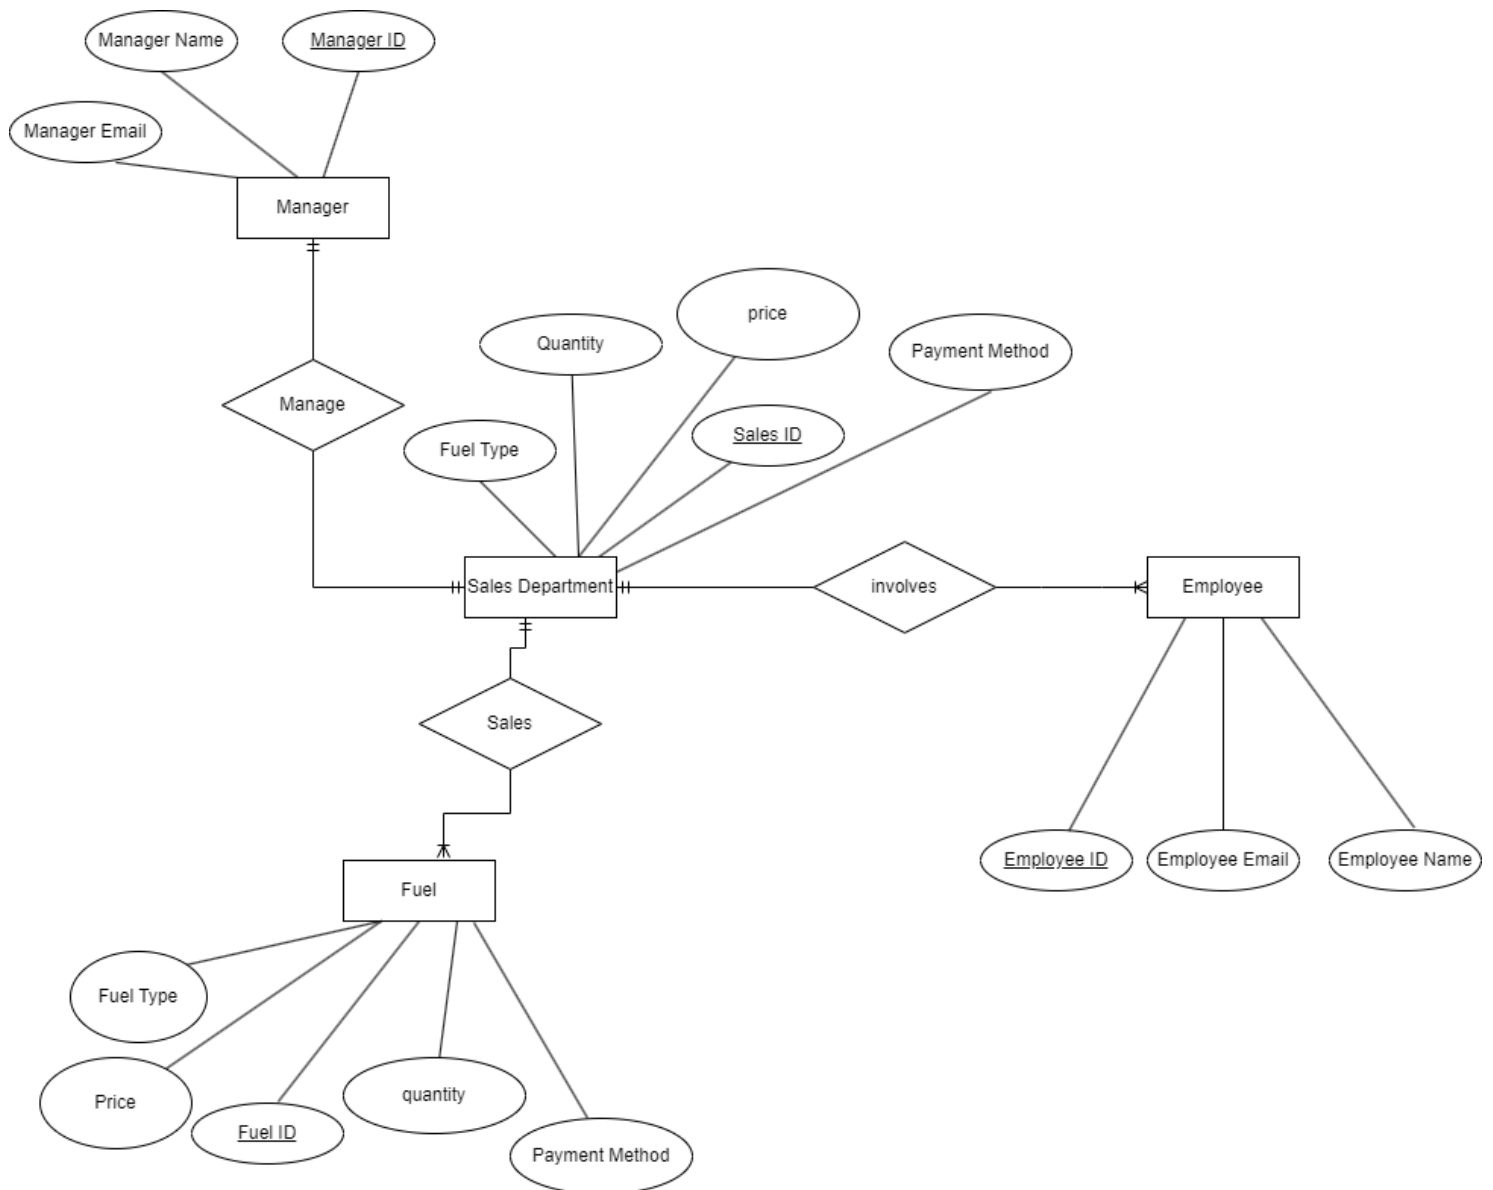 Manager Name
Manager ID
Manager Email
Manager
price
Quantity
Payment Method
Manage
Sales ID
Fuel Type
Sales Department
involves
Employee
Sales
Employee ID
Employee Email
Employee Name
Fuel
Fuel Type
Price
quantity
Fuel ID
Payment Method